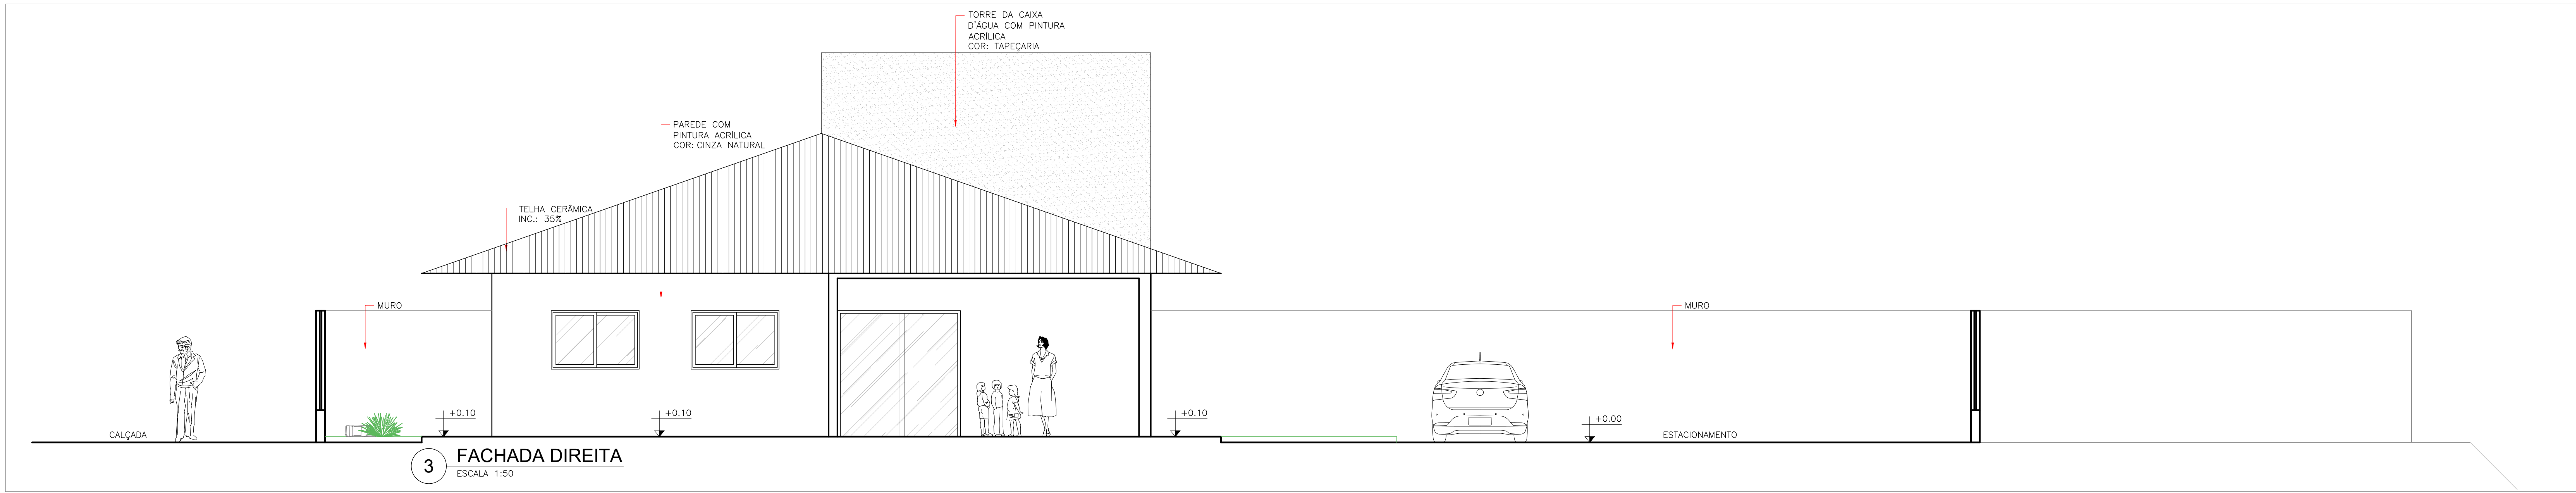 TORRE DA CAIXA
D'ÁGUA COM PINTURA
ACRÍLICA
COR: TAPEÇARIA
PAREDE COM
PINTURA ACRÍLICA
COR: CINZA NATURAL
TELHA CERÂMICA
INC.: 35%
MURO
MURO
+0.10
+0.10
+0.10
+0.00
CALÇADA
ESTACIONAMENTO
3
FACHADA DIREITA
ESCALA 1:50